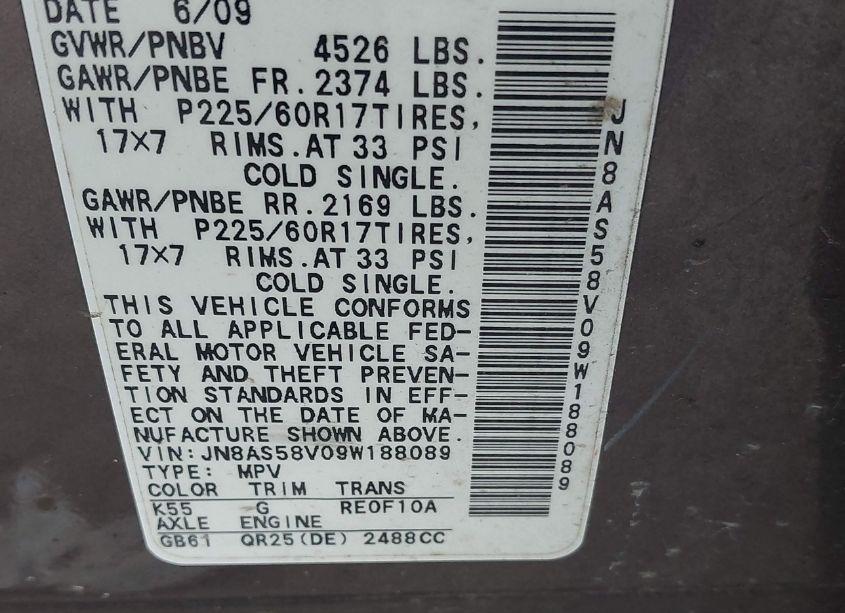 DATE 6/09
GVWR/PNBV 4526 LBS.
GAWR/PNBE FR. 2374 LBS.
WITH P225/60R17TIRES,
17×7 RIMS. AT 33 PSI
COLD SINGLE.
GAWR/PNBE RR. 2169 LBS.
WITH P225/60R17TIRES,
17×7 RIMS. AT 33 PSI
COLD SINGLE.
THIS VEHICLE CONFORMS
TO ALL APPLICABLE FED-
ERAL MOTOR VEHICLE SA-
FETY AND THEFT PREVEN-
TION STANDARDS IN EFF-
ECT ON THE DATE OF MA-
NUFACTURE SHOWN ABOVE.
VIN:JN8AS58V09W188089
TYPE: MPV
COLOR TRIM TRANS
K55 G RE0F10A
AXLE ENGINE
GB61 QR25(DE) 2488CC
JN8AS58V09W188089